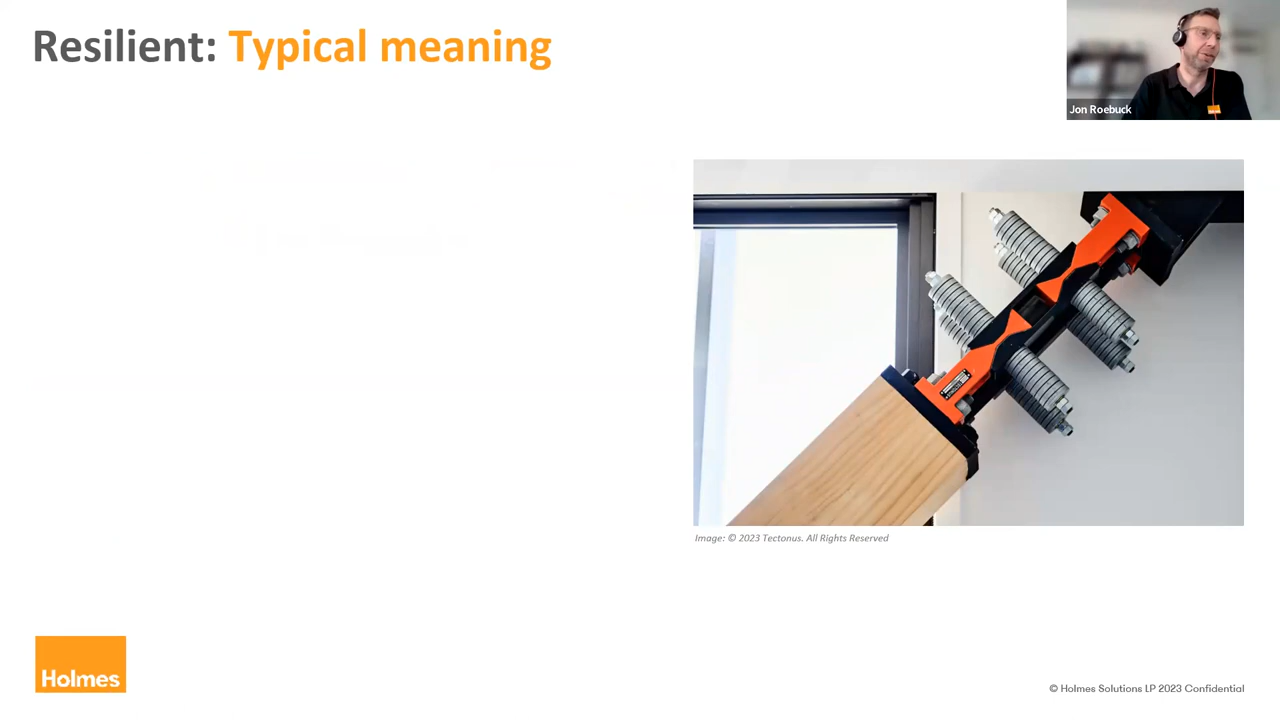 Resilient: Typical meaning
Jon Roebuck
Image: © 2023 Tectonus. All Rights Reserved
Holmes
© Holmes Solutions LP 2023 Confidential